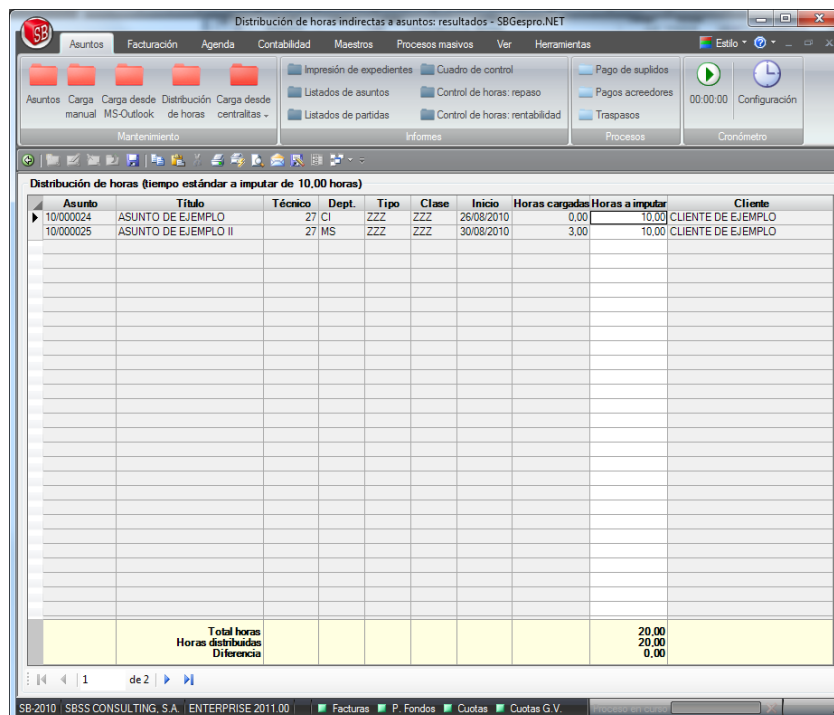 Distribución de horas indirectas a asuntos: resultados - SBGespro.NET
SB
Asuntos Facturación Agenda Contabilidad Maestros Procesos masivos Ver Herramientas Estilo
Impresión de expedientes Cuadro de control Pago de suplidos
Asuntos Carga manual Carga desde MS-Outlook Distribución de horas Carga desde centralitas Listados de asuntos Control de horas: repaso Pagos acreedores 00:00:00 Configuración
Listados de partidas Control de horas: rentabilidad Traspasos
Mantenimiento Informes Procesos Cronómetro
Distribución de horas (tiempo estándar a imputar de 10,00 horas)
Asunto Título Técnico Dept. Tipo Clase Inicio Horas cargadas Horas a imputar Cliente
10/000024 ASUNTO DE EJEMPLO 27 CI ZZZ ZZZ 26/08/2010 0,00 10,00 CLIENTE DE EJEMPLO
10/000025 ASUNTO DE EJEMPLO II 27 MS ZZZ ZZZ 30/08/2010 3,00 10,00 CLIENTE DE EJEMPLO
Total horas 20,00
Horas distribuidas 20,00
Diferencia 0,00
1 de 2
SB-2010 SBSS CONSULTING, S.A. ENTERPRISE 2011.00 Facturas P. Fondos Cuotas Cuotas G.V. Proceso en curso